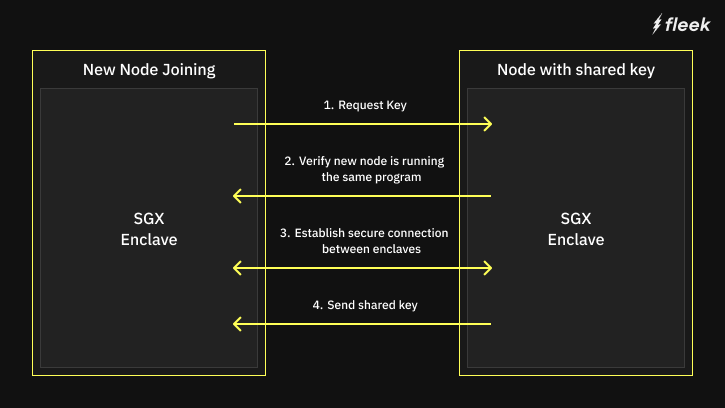 fleek
New Node Joining
Node with shared key
1. Request Key
2. Verify new node is running
the same program
SGX
Enclave
SGX
Enclave
3. Establish secure connection
between enclaves
4. Send shared key